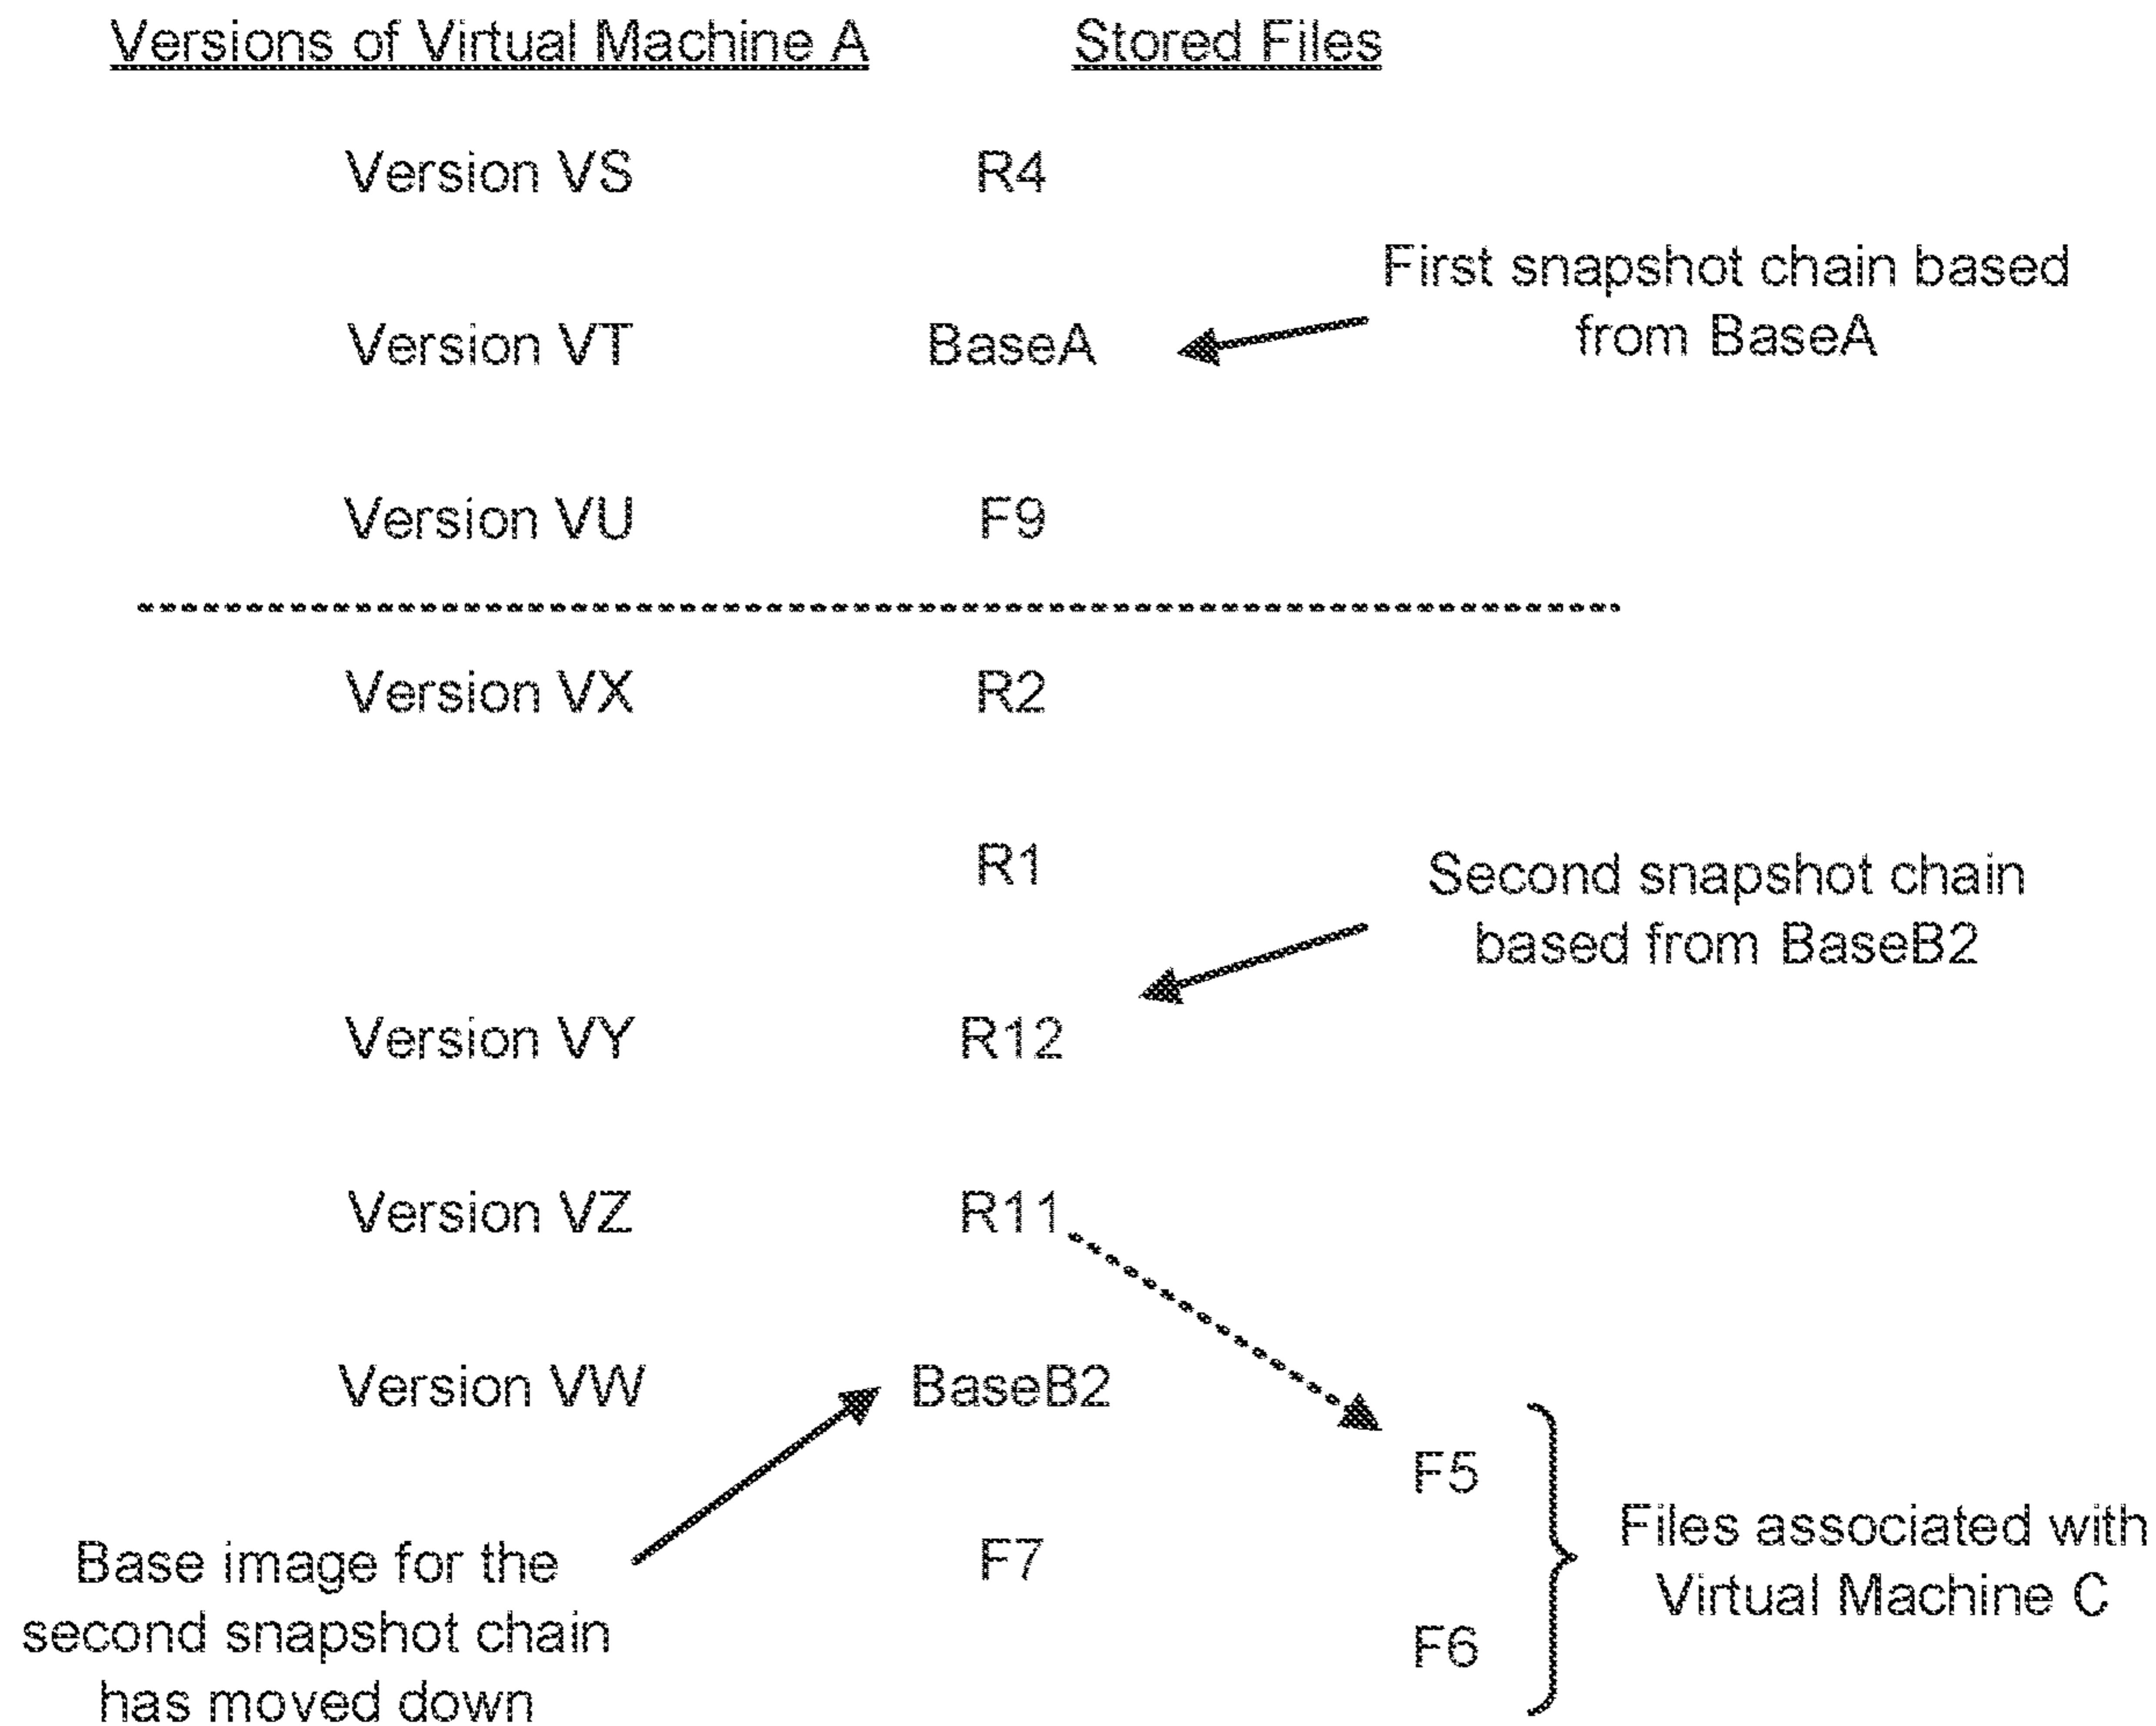 Versions of Virtual Machine A Stored Files
Version VS R4
First snapshot chain based
from BaseA
Version VT BaseA
Version VU F9
Version VX R2
R1
Second snapshot chain
based from BaseB2
Version VY R12
Version VZ R11
Version VW BaseB2
F5
F7
F6
Files associated with
Virtual Machine C
Base image for the
second snapshot chain
has moved down